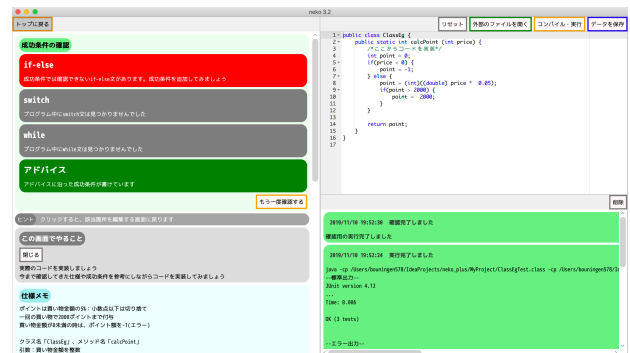 neko 3.2
トップに戻る
リセット
外部のファイルを開く
コンパイル・実行
データを保存
成功条件の確認
if-else
成功条件では確認できないif-else文があります。成功条件を追加してみましょう
switch
プログラム中にswitch文は見つかりませんでした
while
プログラム中にwhile文は見つかりませんでした
アドバイス
アドバイスに沿った成功条件が書けています
もう一度確認する
ヒント クリックすると、該当箇所を編集する画面に戻ります
この画面でやること
閉じる
実際のコードを実装しましょう
今まで確認してきた仕様や成功条件を参考にしながらコードを実装してみましょう
仕様メモ
ポイントは買い物金額の5%：小数点以下は切り捨て
一回の買い物で2000ポイントまで付与
買い物金額が0未満の時は、ポイント額を-1(エラー)
クラス名「ClassEg」、メソッド名「calcPoint」
引数：買い物金額を整数
1 public class ClassEg {
2 public static int calcPoint (int price) {
3 /*ここからコードを実装*/
4 int point = 0;
5 if(price < 0) {
6 point = -1;
7 } else {
8 point = (int)((double) price * 0.05);
9 if(point > 2000) {
10 point = 2000;
11 }
12 }
13
14 return point;
15 }
16 }
17
削除
2019/11/10 19:52:30 確認完了しました
確認用の実行完了しました
2019/11/10 19:52:24 実行完了しました
java -cp /Users/bouningen578/IdeaProjects/neko_plus/MyProject/ClassEgTest.class -cp /Users/bouningen578/
--標準出力--
JUnit version 4.12
...
Time: 0.006
OK (3 tests)
--エラー出力--